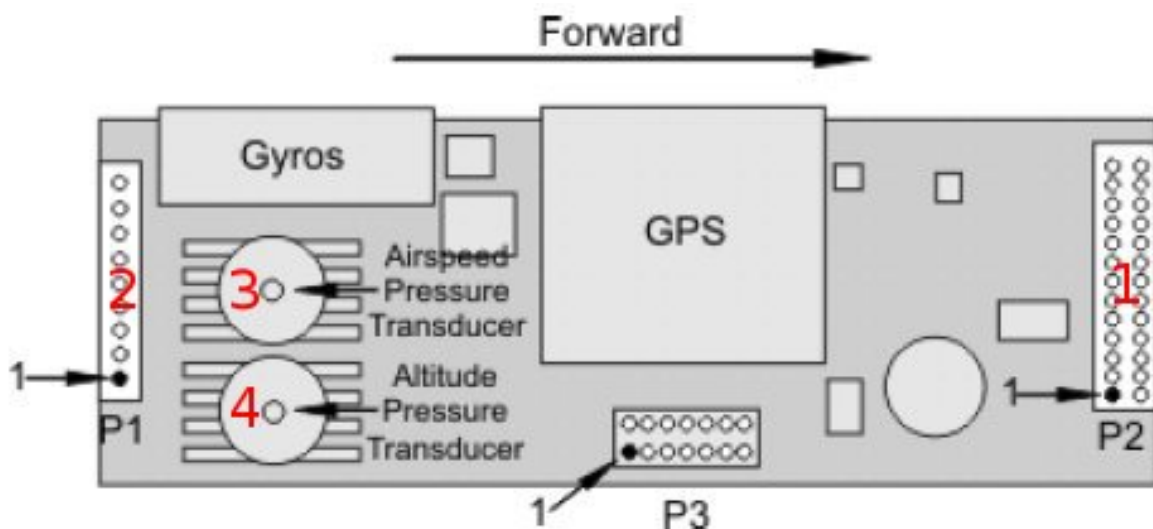 Forward
Gyros
GPS
Airspeed
Pressure
Transducer
3
2
1
Altitude
Pressure
Transducer
4
1
P1
1
P2
1
P3